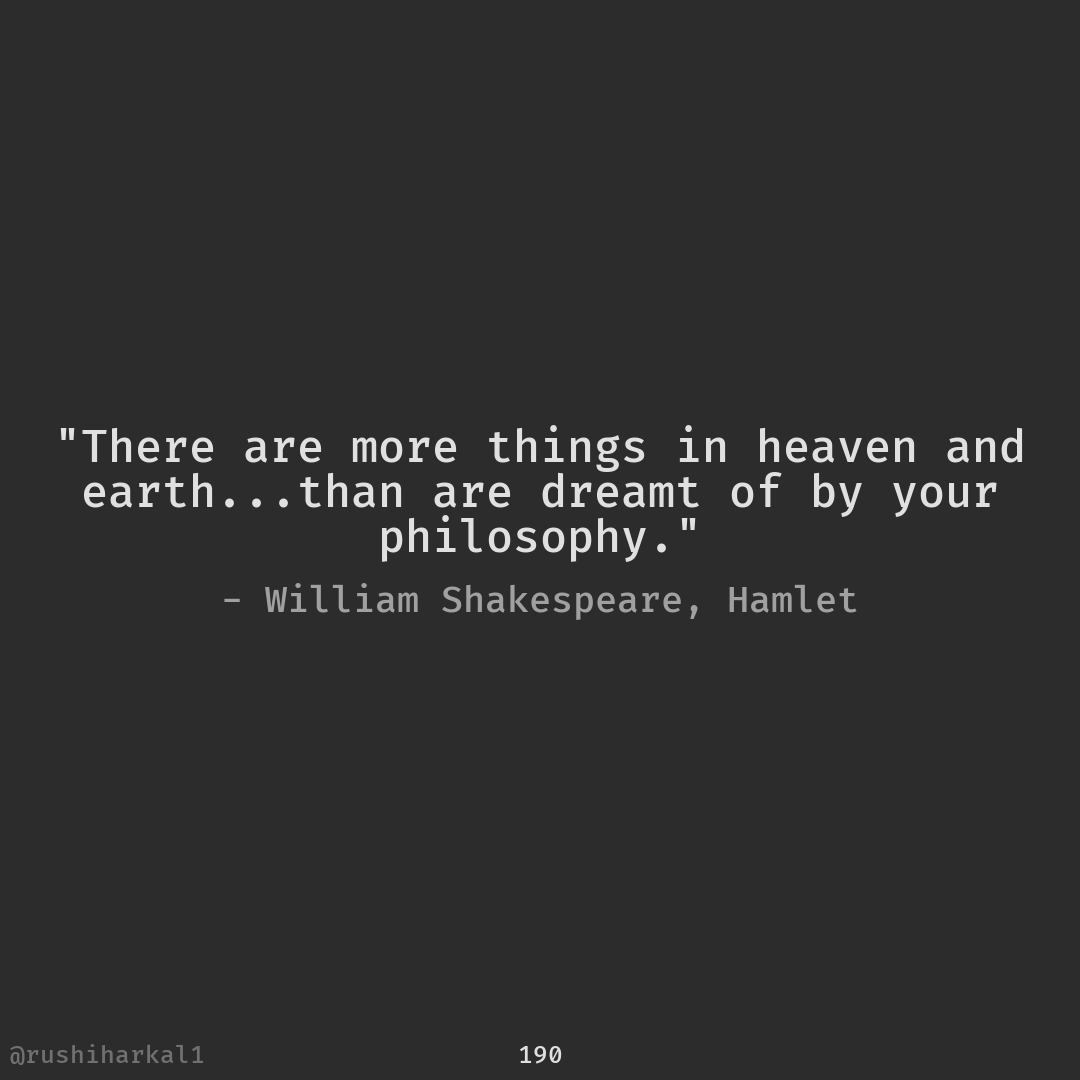 "There are more things in heaven and
earth...than are dreamt of by your
philosophy."
- William Shakespeare, Hamlet
@rushiharkal1
190